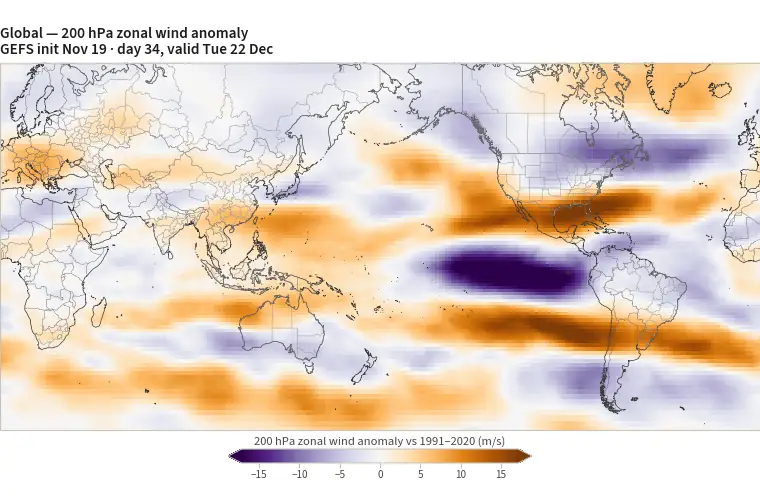 Global — 200 hPa zonal wind anomaly
GEFS init Nov 19 · day 34, valid Tue 22 Dec
200 hPa zonal wind anomaly vs 1991–2020 (m/s)
−15 −10 −5 0 5 10 15